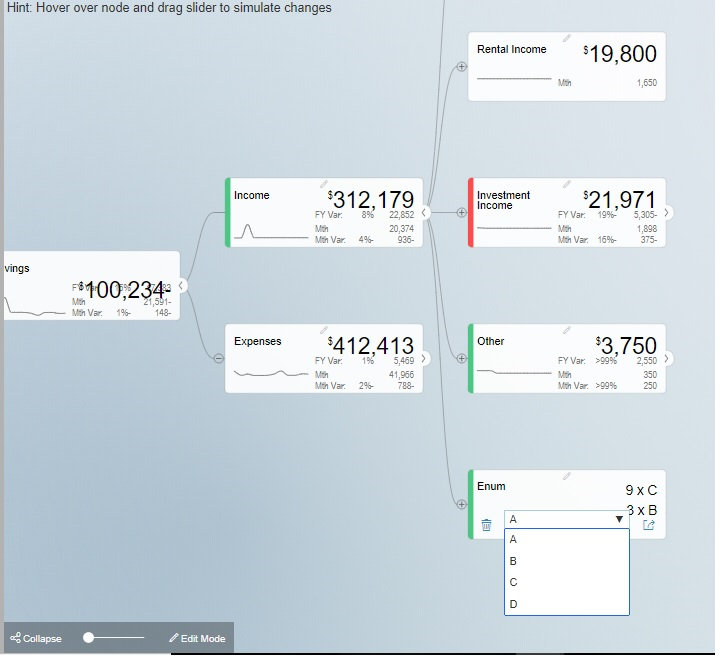 Hint: Hover over node and drag slider to simulate changes
Rental Income
$19,800
Mth 1,650
Income
$312,179
FY Var: 8% 22,852
Mth 20,374
Mth Var: 4%- 936-
Investment
Income
$21,971
FY Var: 19%- 5,305-
Mth 1,898
Mth Var: 16%- 375-
vings
$100,234-
Mth 21,591-
Mth Var: 1%- 148-
Expenses
$412,413
FY Var: 1% 5,469
Mth 41,966
Mth Var: 2%- 788-
Other
$3,750
FY Var: >99% 2,550
Mth 350
Mth Var: >99% 250
Enum
9 x C
3 x B
A
A
B
C
D
Collapse
Edit Mode